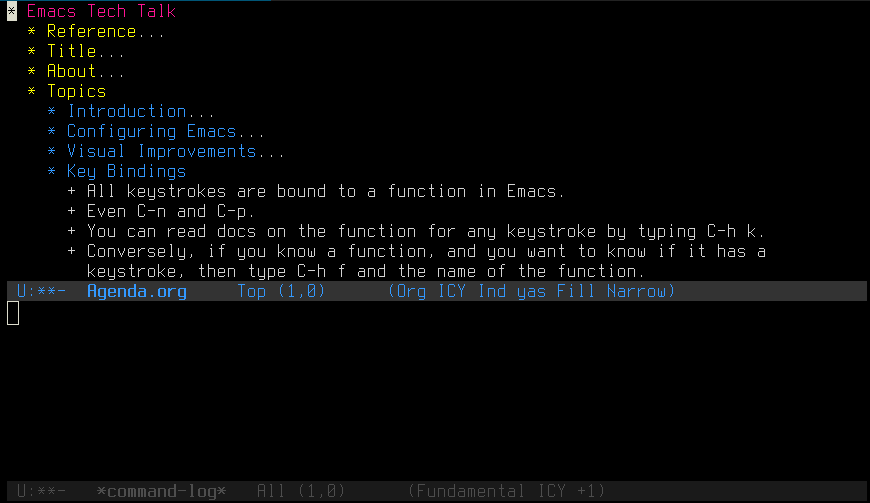 * Emacs Tech Talk
* Reference...
* Title...
* About...
* Topics
* Introduction...
* Configuring Emacs...
* Visual Improvements...
* Key Bindings
+ All keystrokes are bound to a function in Emacs.
+ Even C-n and C-p.
+ You can read docs on the function for any keystroke by typing C-h k.
+ Conversely, if you know a function, and you want to know if it has a
keystroke, then type C-h f and the name of the function.
U:**-  Agenda.org     Top (1,0)      (Org ICY Ind yas Fill Narrow)
U:**-   *command-log*   All (1,0)      (Fundamental ICY +1)